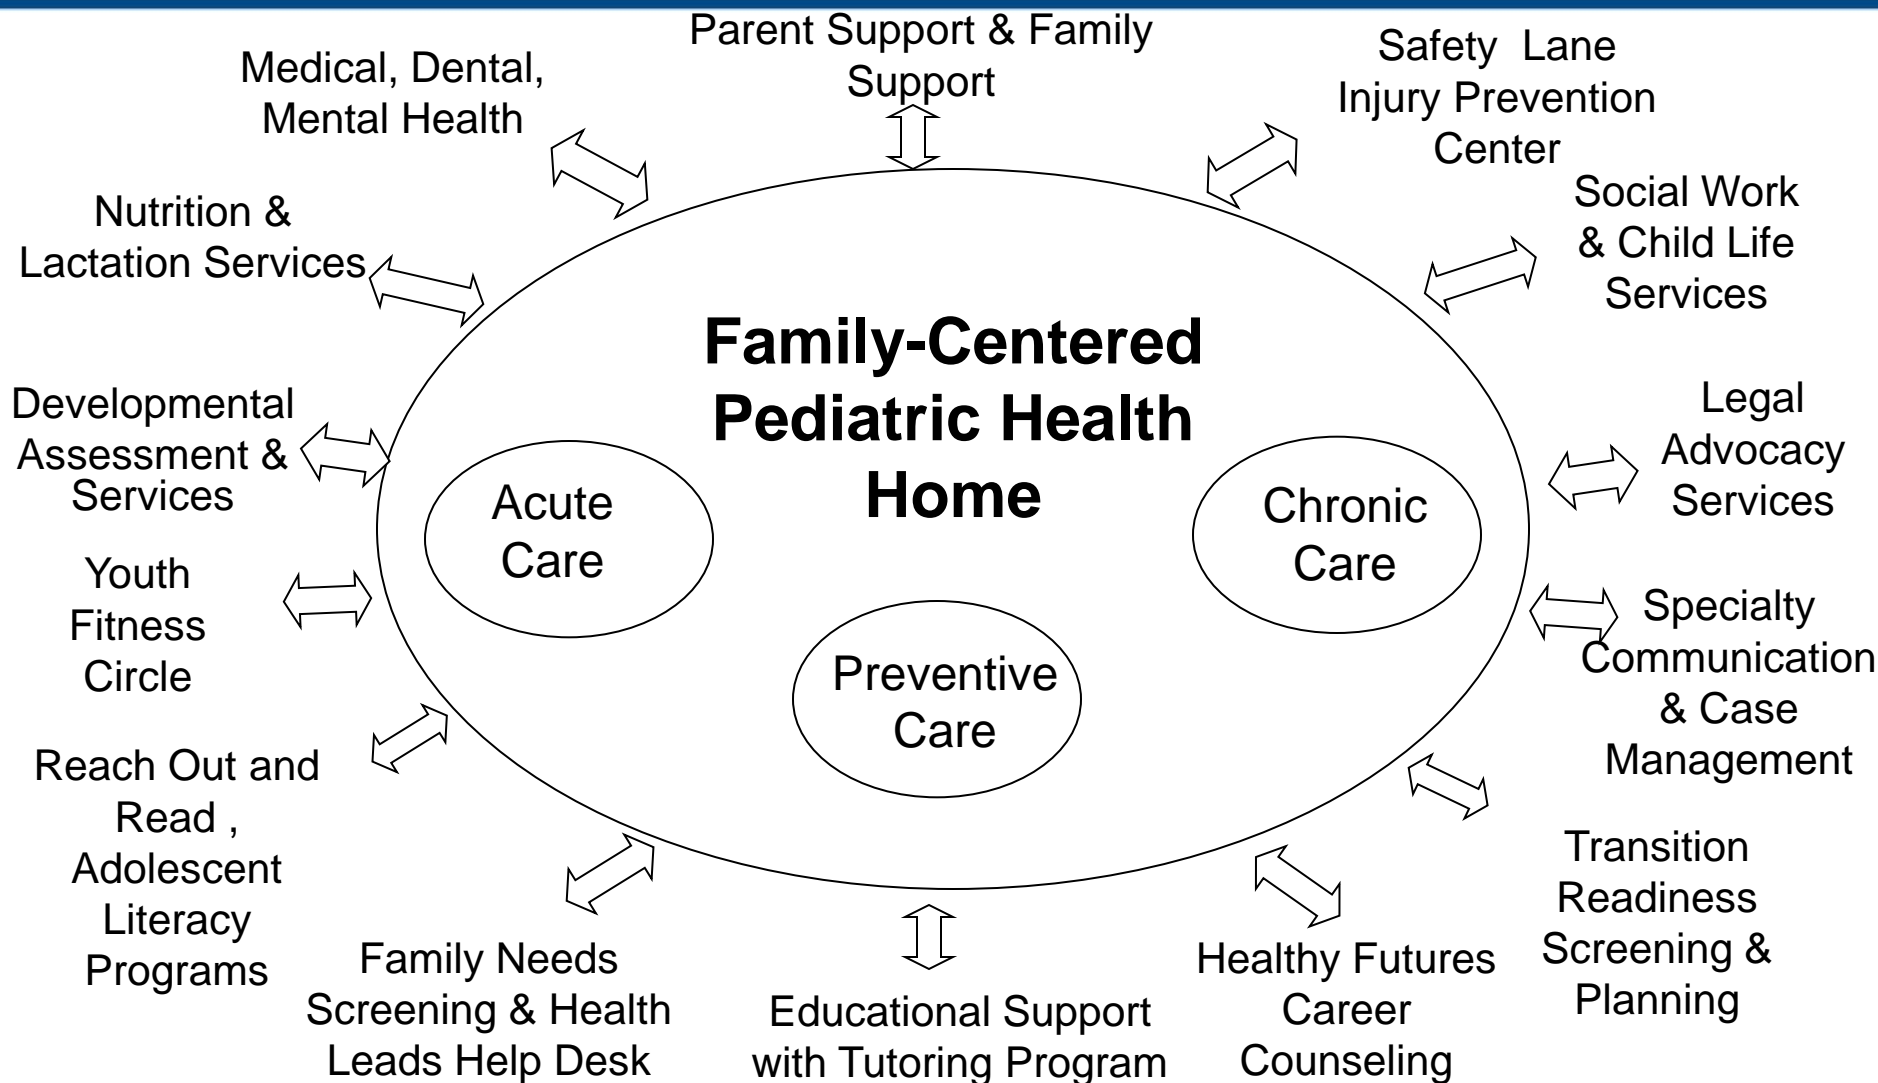 Parent Support & Family
Support
Medical, Dental,
Mental Health
Safety Lane
Injury Prevention
Center
Nutrition &
Lactation Services
Social Work
& Child Life
Services
Family-Centered
Pediatric Health
Home
Developmental
Assessment &
Services
Legal
Advocacy
Services
Acute
Care
Chronic
Care
Preventive
Care
Youth
Fitness
Circle
Specialty
Communication
& Case
Management
Reach Out and
Read ,
Adolescent
Literacy
Programs
Transition
Readiness
Screening &
Planning
Family Needs
Screening & Health
Leads Help Desk
Educational Support
with Tutoring Program
Healthy Futures
Career
Counseling